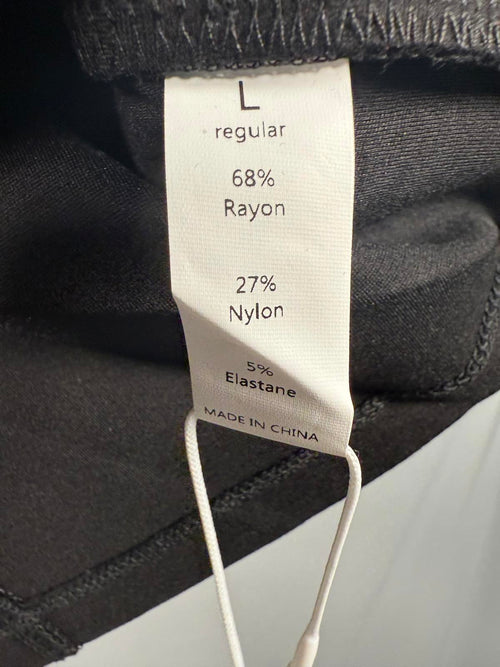 L
regular
68%
Rayon
27%
Nylon
5%
Elastane
MADE IN CHINA